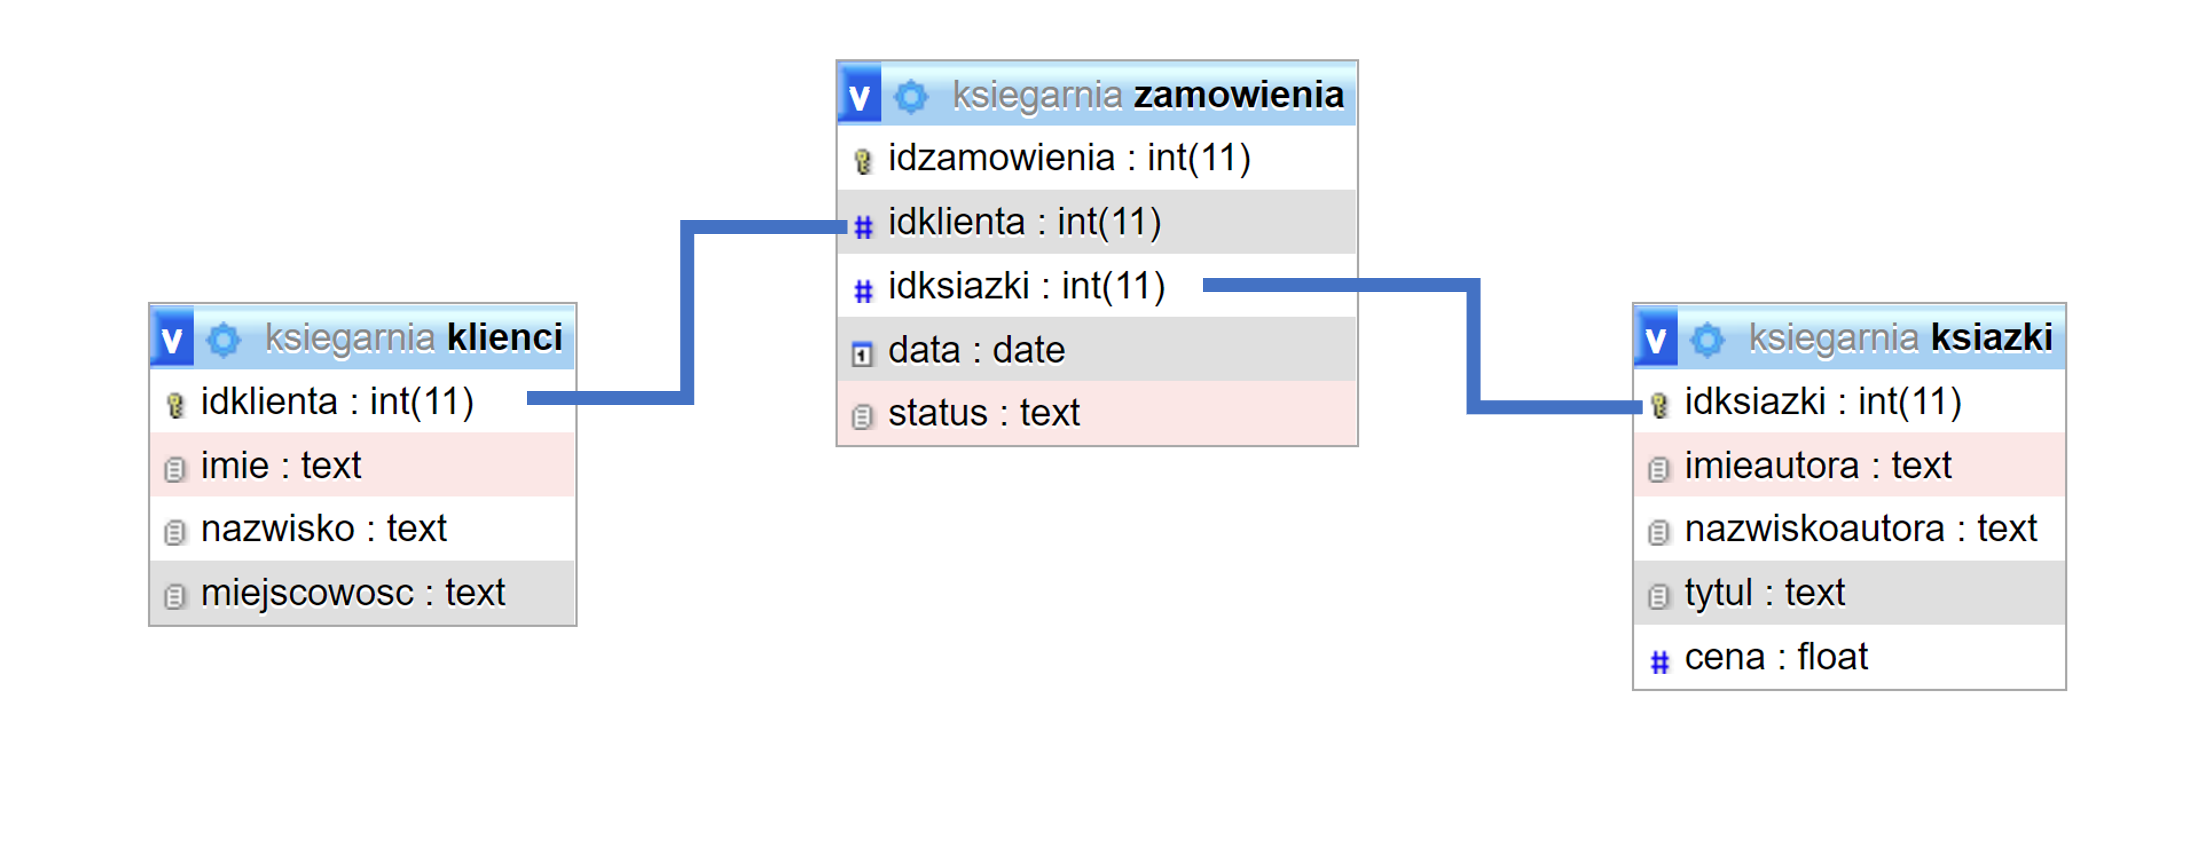 v ksiegarnia klienci
idklienta : int(11)
imie : text
nazwisko : text
miejscowosc : text
v ksiegarnia zamowienia
idzamowienia : int(11)
# idklienta : int(11)
# idksiazki : int(11)
1 data : date
status : text
v ksiegarnia ksiazki
idksiazki : int(11)
imieautora : text
nazwiskoautora : text
tytul : text
# cena : float